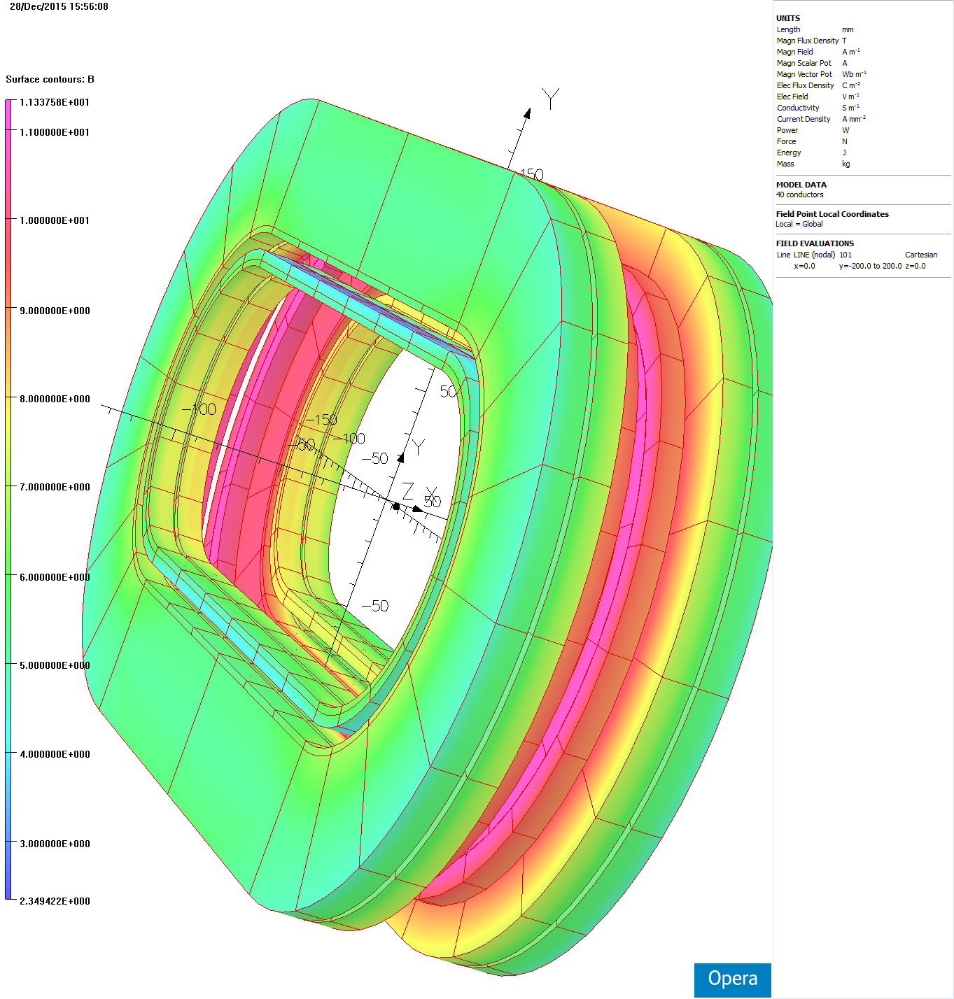 28/Dec/2015 15:56:08
Surface contours: B
1.133758E+001
1.100000E+001
1.000000E+001
9.000000E+000
8.000000E+000
7.000000E+000
6.000000E+000
5.000000E+000
4.000000E+000
3.000000E+000
2.349422E+000
Y
150
50
-100
-150
-50
-100
-50
Y
Z
X
50
-50
UNITS
Length mm
Magn Flux Density T
Magn Field A m⁻¹
Magn Scalar Pot A
Magn Vector Pot Wb m⁻¹
Elec Flux Density C m⁻²
Elec Field V m⁻¹
Conductivity S m⁻¹
Current Density A mm⁻²
Power W
Force N
Energy J
Mass kg
MODEL DATA
40 conductors
Field Point Local Coordinates
Local = Global
FIELD EVALUATIONS
Line LINE (nodal) 101 Cartesian
x=0.0 y=-200.0 to 200.0 z=0.0
Opera